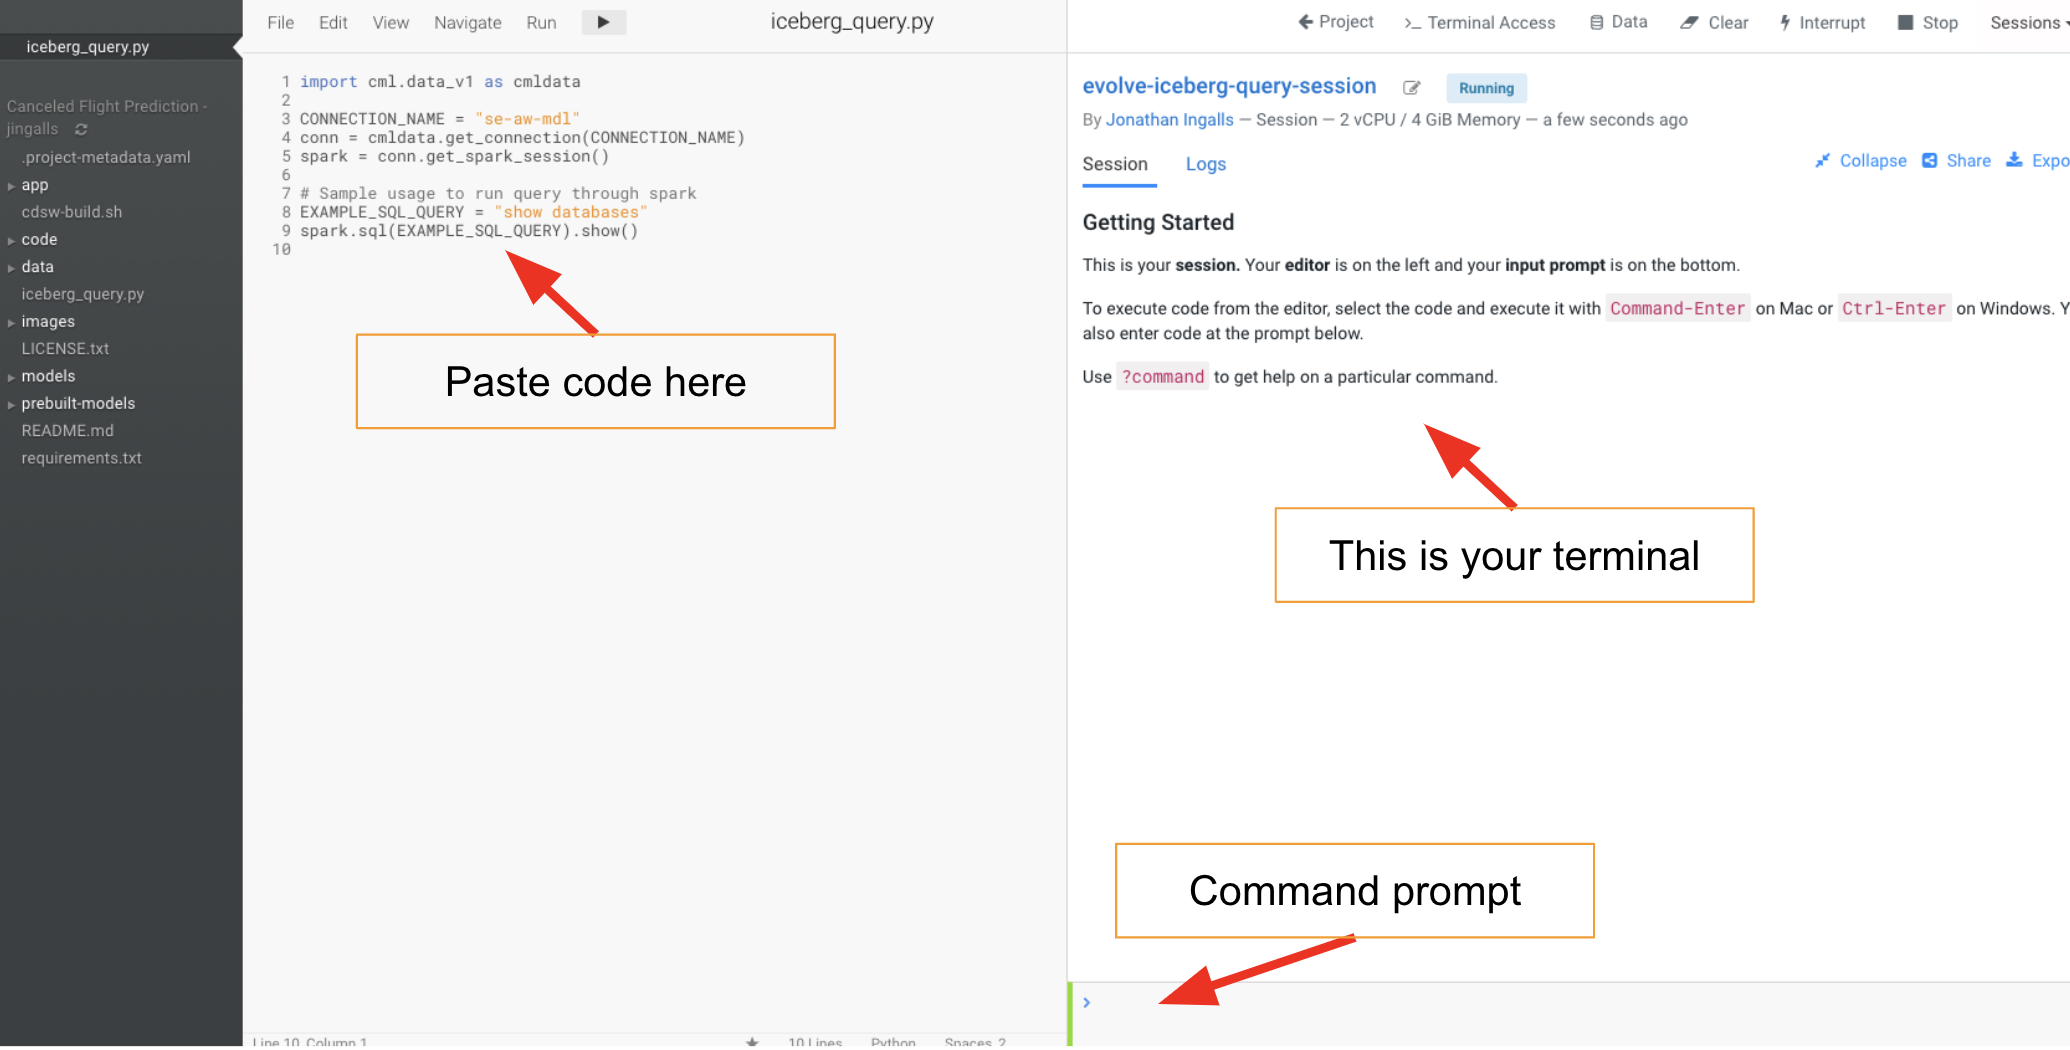 iceberg_query.py
Canceled Flight Prediction -
jingalls
.project-metadata.yaml
app
cdsw-build.sh
code
data
iceberg_query.py
images
LICENSE.txt
models
prebuilt-models
README.md
requirements.txt
File Edit View Navigate Run iceberg_query.py
1 import cml.data_v1 as cmldata
2
3 CONNECTION_NAME = "se-aw-mdl"
4 conn = cmldata.get_connection(CONNECTION_NAME)
5 spark = conn.get_spark_session()
6
7 # Sample usage to run query through spark
8 EXAMPLE_SQL_QUERY = "show databases"
9 spark.sql(EXAMPLE_SQL_QUERY).show()
10
Paste code here
Line 10, Column 1 10 Lines Python Spaces 2
Project >_ Terminal Access Data Clear Interrupt Stop Sessions
evolve-iceberg-query-session Running
By Jonathan Ingalls — Session — 2 vCPU / 4 GiB Memory — a few seconds ago
Session Logs Collapse Share Expo
Getting Started
This is your session. Your editor is on the left and your input prompt is on the bottom.
To execute code from the editor, select the code and execute it with Command-Enter on Mac or Ctrl-Enter on Windows. Y
also enter code at the prompt below.
Use ?command to get help on a particular command.
This is your terminal
Command prompt
>